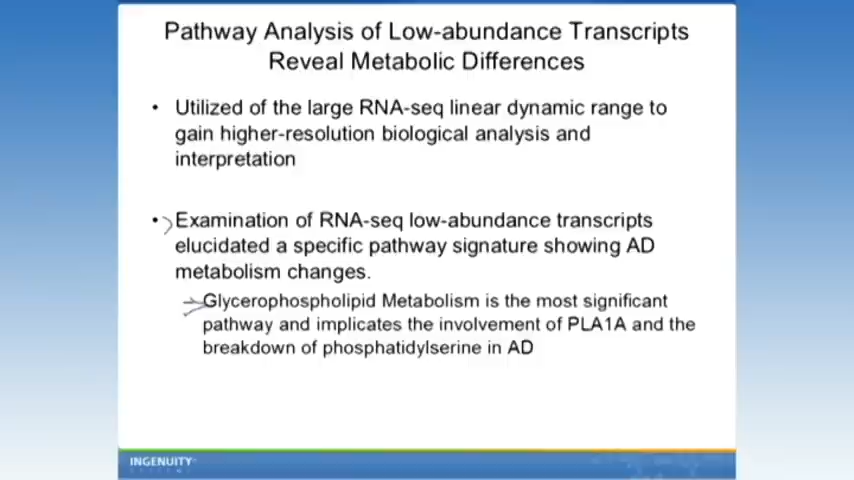 Pathway Analysis of Low-abundance Transcripts
Reveal Metabolic Differences
• Utilized of the large RNA-seq linear dynamic range to
gain higher-resolution biological analysis and
interpretation
• Examination of RNA-seq low-abundance transcripts
elucidated a specific pathway signature showing AD
metabolism changes.
Glycerophospholipid Metabolism is the most significant
pathway and implicates the involvement of PLA1A and the
breakdown of phosphatidylserine in AD
INGENUITY